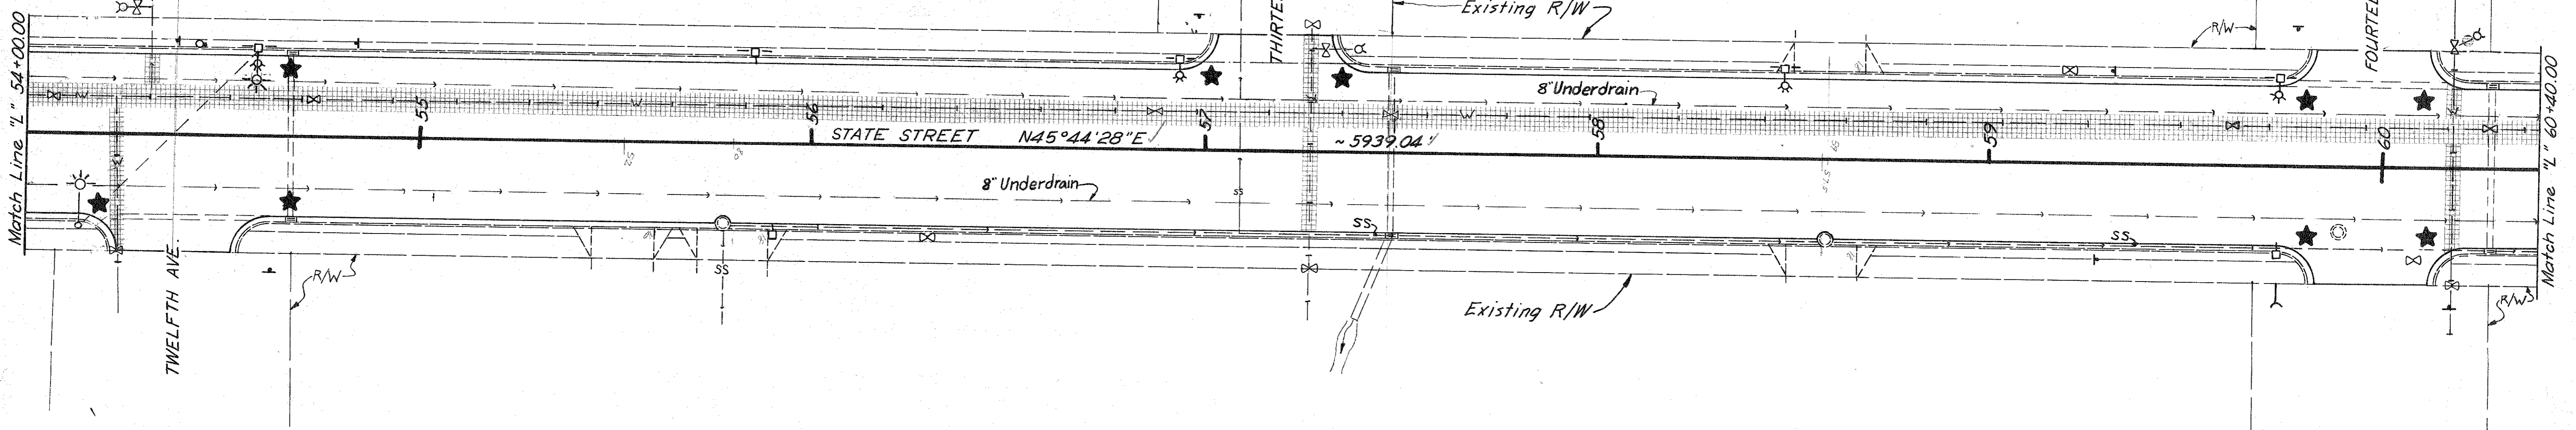 Match Line "L" 54+00.00
TWELFTH AVE.
R/W
W
55
56
STATE STREET N45°44'28"E ~ 5939.04'
57
8" Underdrain
SS
SS
THIRTE
Existing R/W
W
8" Underdrain
58
SS
Existing R/W
59
R/W
SS
FOURTEE
60
R/W
Match Line "L" 60+40.00